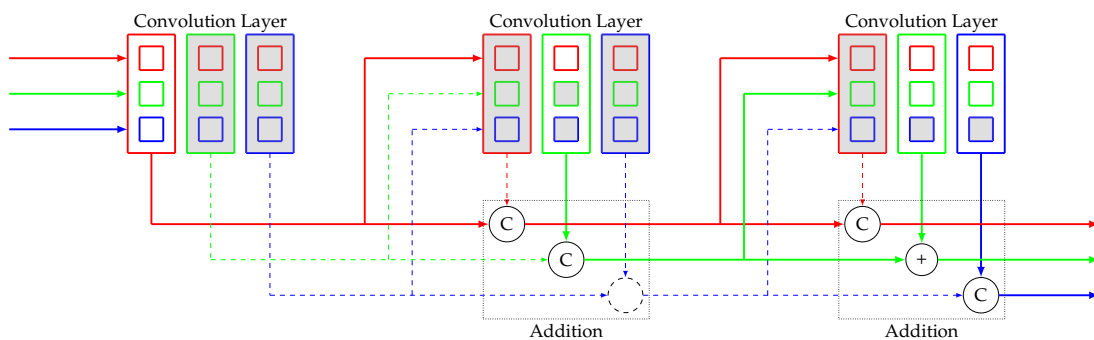 Convolution Layer
Convolution Layer
Convolution Layer
C
C
C
+
C
Addition
Addition